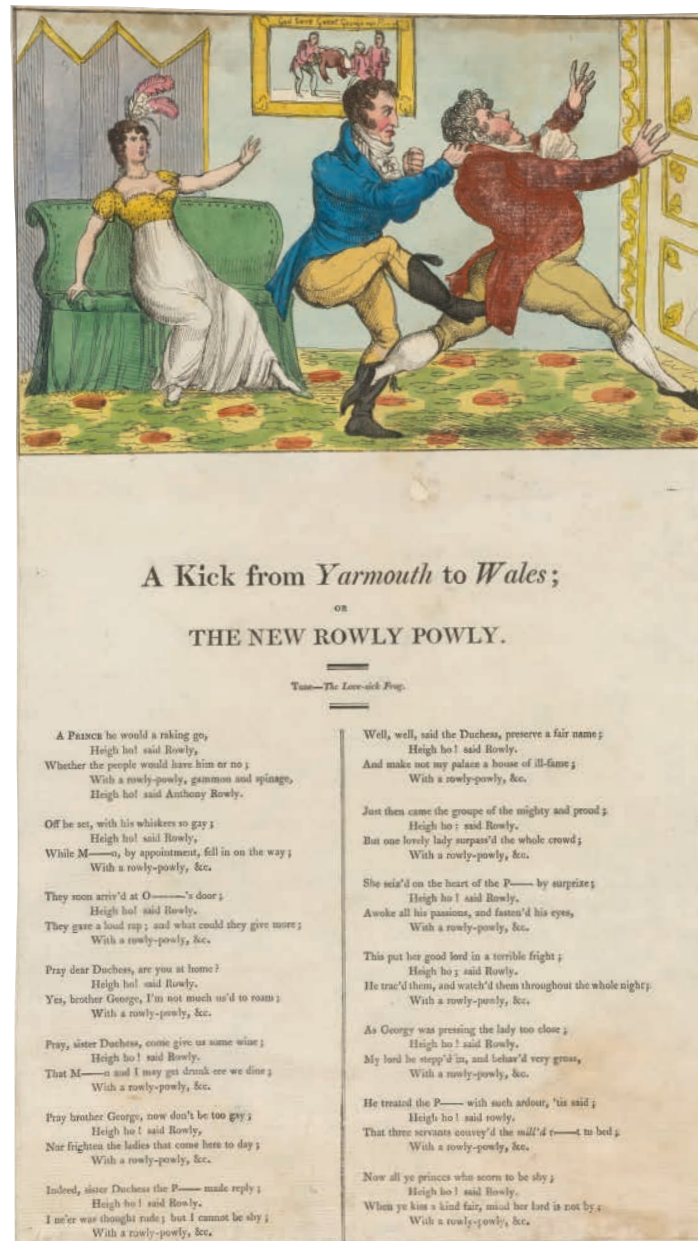 God save Great George our
A Kick from Yarmouth to Wales;
OR
THE NEW ROWLY POWLY.
Tune—The Love-sick Frog.
A PRINCE he would a raking go,
Heigh ho! said Rowly,
Whether the people would have him or no;
With a rowly-powly, gammon and spinage,
Heigh ho! said Anthony Rowly.
Off he set, with his whiskers so gay;
Heigh ho! said Rowly,
While M——n, by appointment, fell in on the way;
With a rowly-powly, &c.
They soon arriv'd at O———'s door;
Heigh ho! said Rowly.
They gave a loud rap; and what could they give more;
With a rowly-powly, &c.
Pray dear Duchess, are you at home?
Heigh ho! said Rowly.
Yes, brother George, I'm not much us'd to roam;
With a rowly-powly, &c.
Pray, sister Duchess, come give us some wine;
Heigh ho! said Rowly.
That M——n and I may get drunk ere we dine;
With a rowly-powly, &c.
Pray brother George, now don't be too gay;
Heigh ho! said Rowly,
Nor frighten the ladies that come here to day;
With a rowly-powly, &c.
Indeed, sister Duchess the P—— made reply;
Heigh ho! said Rowly,
I ne'er was thought rude; but I cannot be shy;
With a rowly-powly, &c.
Well, well, said the Duchess, preserve a fair name;
Heigh ho! said Rowly.
And make not my palace a house of ill-fame;
With a rowly-powly, &c.
Just then came the groupe of the mighty and proud;
Heigh ho; said Rowly.
But one lovely lady surpass'd the whole crowd;
With a rowly-powly, &c.
She seiz'd on the heart of the P—— by surprize;
Heigh ho! said Rowly.
Awoke all his passions, and fasten'd his eyes,
With a rowly-powly, &c.
This put her good lord in a terrible fright;
Heigh ho; said Rowly.
He trac'd them, and watch'd them throughout the whole night;
With a rowly-powly, &c.
As Georgy was pressing the lady too close;
Heigh ho! said Rowly.
My lord he stepp'd in, and behav'd very gross,
With a rowly-powly, &c.
He treated the P—— with such ardour, 'tis said;
Heigh ho! said rowly.
That three servants convey'd the mill'd r——t to bed;
With a rowly-powly, &c.
Now all ye princes who scorn to be shy;
Heigh ho! said Rowly.
When ye kiss a kind fair, mind her lord is not by;
With a rowly-powly, &c.